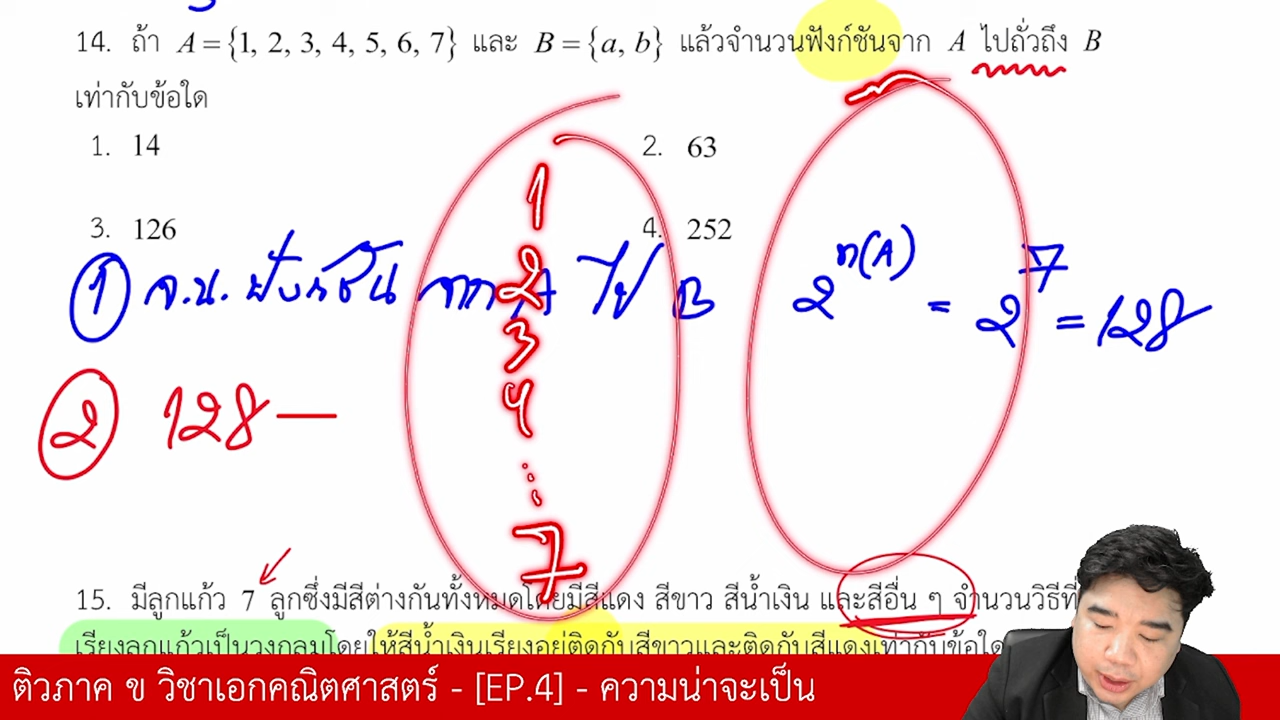 14. ถ้า A = {1, 2, 3, 4, 5, 6, 7} และ B = {a, b} แล้วจำนวนฟังก์ชันจาก A ไปทั่วถึง B
เท่ากับข้อใด
1. 14
2. 63
3. 126
4. 252
① จ.น. ฟังก์ชัน จาก A ไป B 2^n(A) = 2^7 = 128
② 128 –
1
2
3
4
⋮
7
15. มีลูกแก้ว 7 ลูกซึ่งมีสีต่างกันทั้งหมดโดยมีสีแดง สีขาว สีน้ำเงิน และสีอื่น ๆ จำนวนวิธีที่
เรียงลูกแก้วเป็นวงกลมโดยให้สีน้ำเงินเรียงอยู่ติดกับสีขาวและติดกับสีแดงเท่ากับข้อใด
ติวภาค ข วิชาเอกคณิตศาสตร์ - [EP.4] - ความน่าจะเป็น